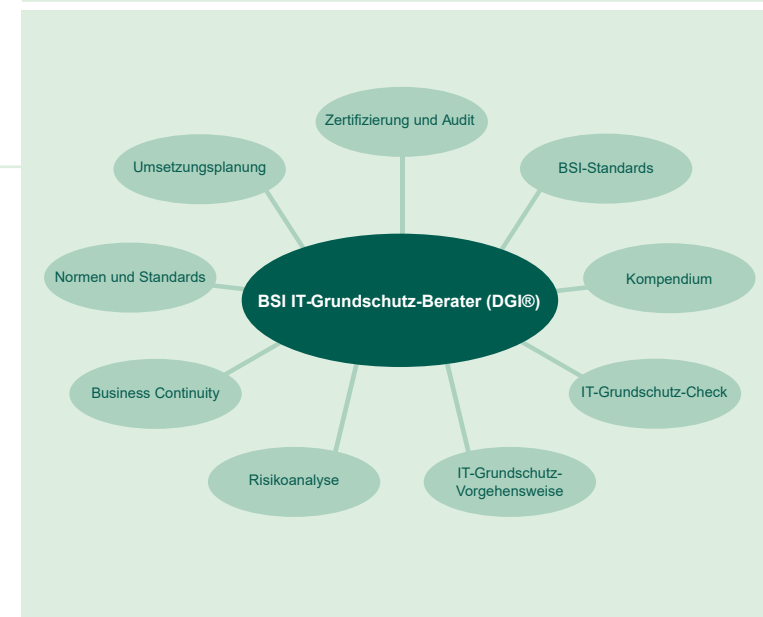 Zertifizierung und Audit
Umsetzungsplanung
BSI-Standards
Normen und Standards
Kompendium
BSI IT-Grundschutz-Berater (DGI®)
Business Continuity
IT-Grundschutz-Check
Risikoanalyse
IT-Grundschutz-
Vorgehensweise